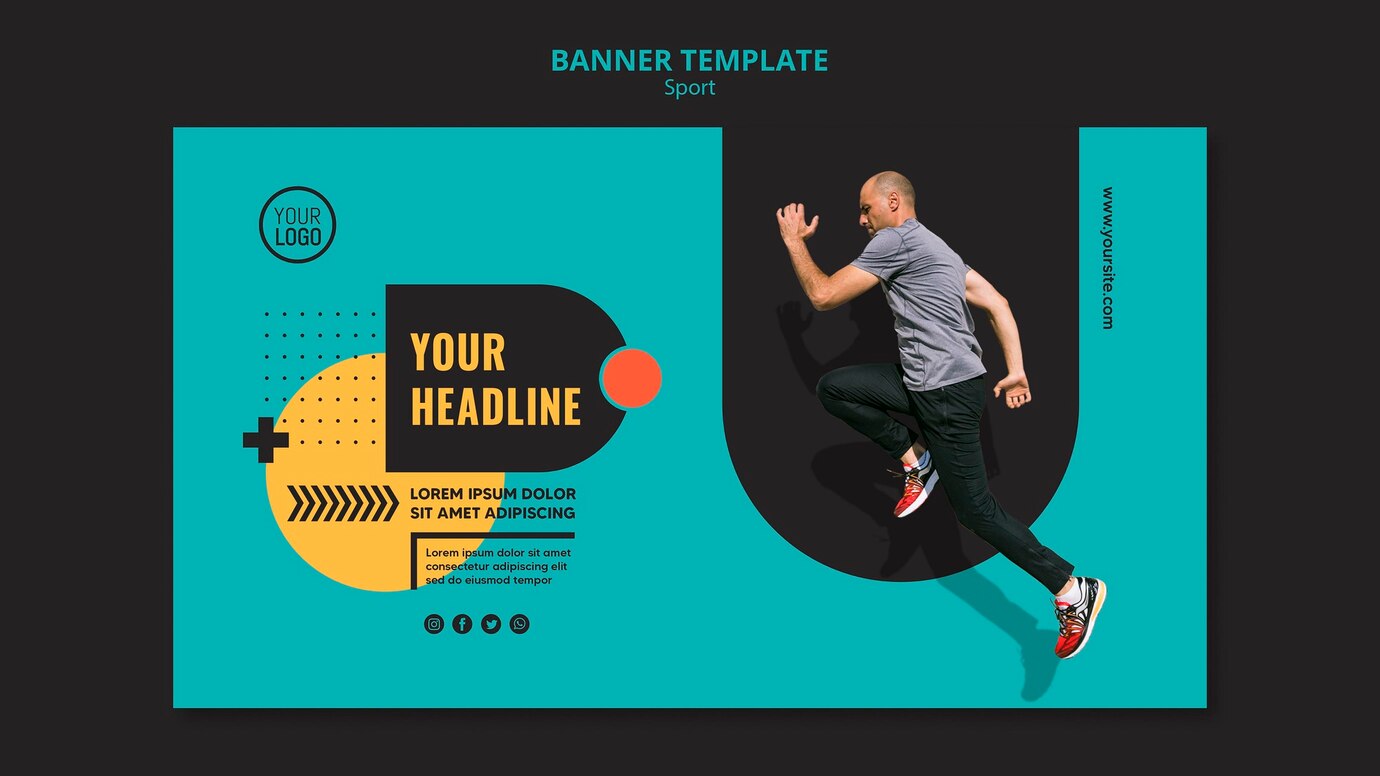 BANNER TEMPLATE
Sport
YOUR
LOGO
YOUR
HEADLINE
LOREM IPSUM DOLOR
SIT AMET ADIPISCING
Lorem ipsum dolor sit amet
consectetur adipiscing elit
sed do eiusmod tempor
www.yoursite.com